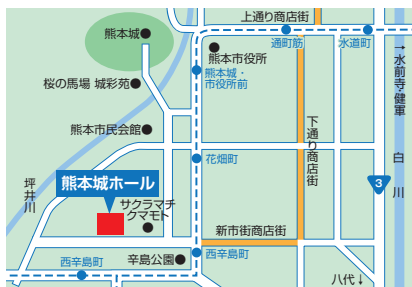 上通り商店街
熊本城
熊本市役所
通町筋
水道町
桜の馬場 城彩苑
熊本城・
市役所前
→水前寺・健軍
熊本市民会館
下通り商店街
花畑町
白川
坪井川
熊本城ホール
3
サクラマチ
クマモト
新市街商店街
辛島公園
西辛島町
西辛島町
八代↓